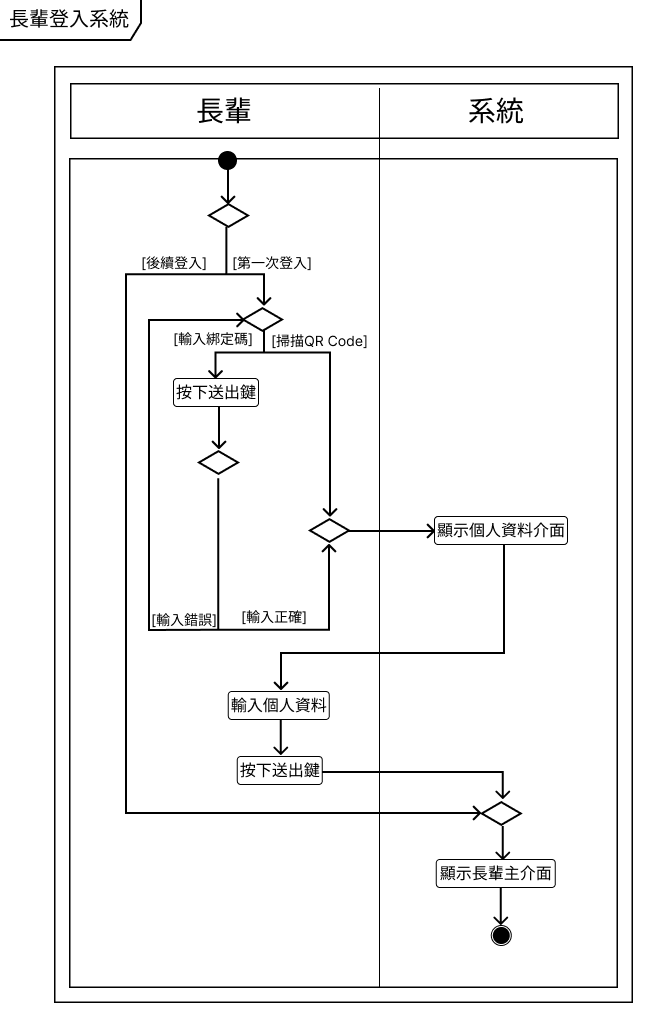 長輩登入系統
長輩
系統
[後續登入]
[第一次登入]
[輸入綁定碼]
[掃描QR Code]
按下送出鍵
顯示個人資料介面
[輸入錯誤]
[輸入正確]
輸入個人資料
按下送出鍵
顯示長輩主介面